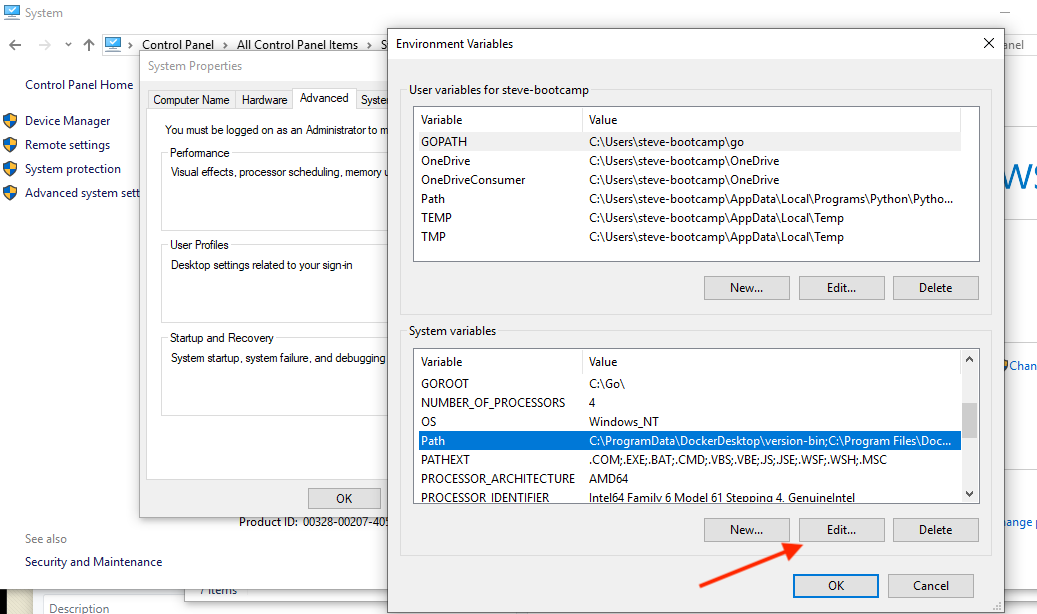 System
Control Panel > All Control Panel Items >
Control Panel Home
Device Manager
Remote settings
System protection
Advanced system sett
See also
Security and Maintenance
System Properties
Computer Name
Hardware
Advanced
Syste
You must be logged on as an Administrator to m
Performance
Visual effects, processor scheduling, memory u
User Profiles
Desktop settings related to your sign-in
Startup and Recovery
System startup, system failure, and debugging
OK
Product ID: 00328-00207-405
7 items
Description
Environment Variables
User variables for steve-bootcamp
Variable Value
GOPATH C:\Users\steve-bootcamp\go
OneDrive C:\Users\steve-bootcamp\OneDrive
OneDriveConsumer C:\Users\steve-bootcamp\OneDrive
Path C:\Users\steve-bootcamp\AppData\Local\Programs\Python\Pytho...
TEMP C:\Users\steve-bootcamp\AppData\Local\Temp
TMP C:\Users\steve-bootcamp\AppData\Local\Temp
New... Edit... Delete
System variables
Variable Value
GOROOT C:\Go\
NUMBER_OF_PROCESSORS 4
OS Windows_NT
Path C:\ProgramData\DockerDesktop\version-bin;C:\Program Files\Doc...
PATHEXT .COM;.EXE;.BAT;.CMD;.VBS;.VBE;.JS;.JSE;.WSF;.WSH;.MSC
PROCESSOR_ARCHITECTURE AMD64
PROCESSOR_IDENTIFIER Intel64 Family 6 Model 61 Stepping 4, GenuineIntel
New... Edit... Delete
OK Cancel
anel
ws
Chan
ange p